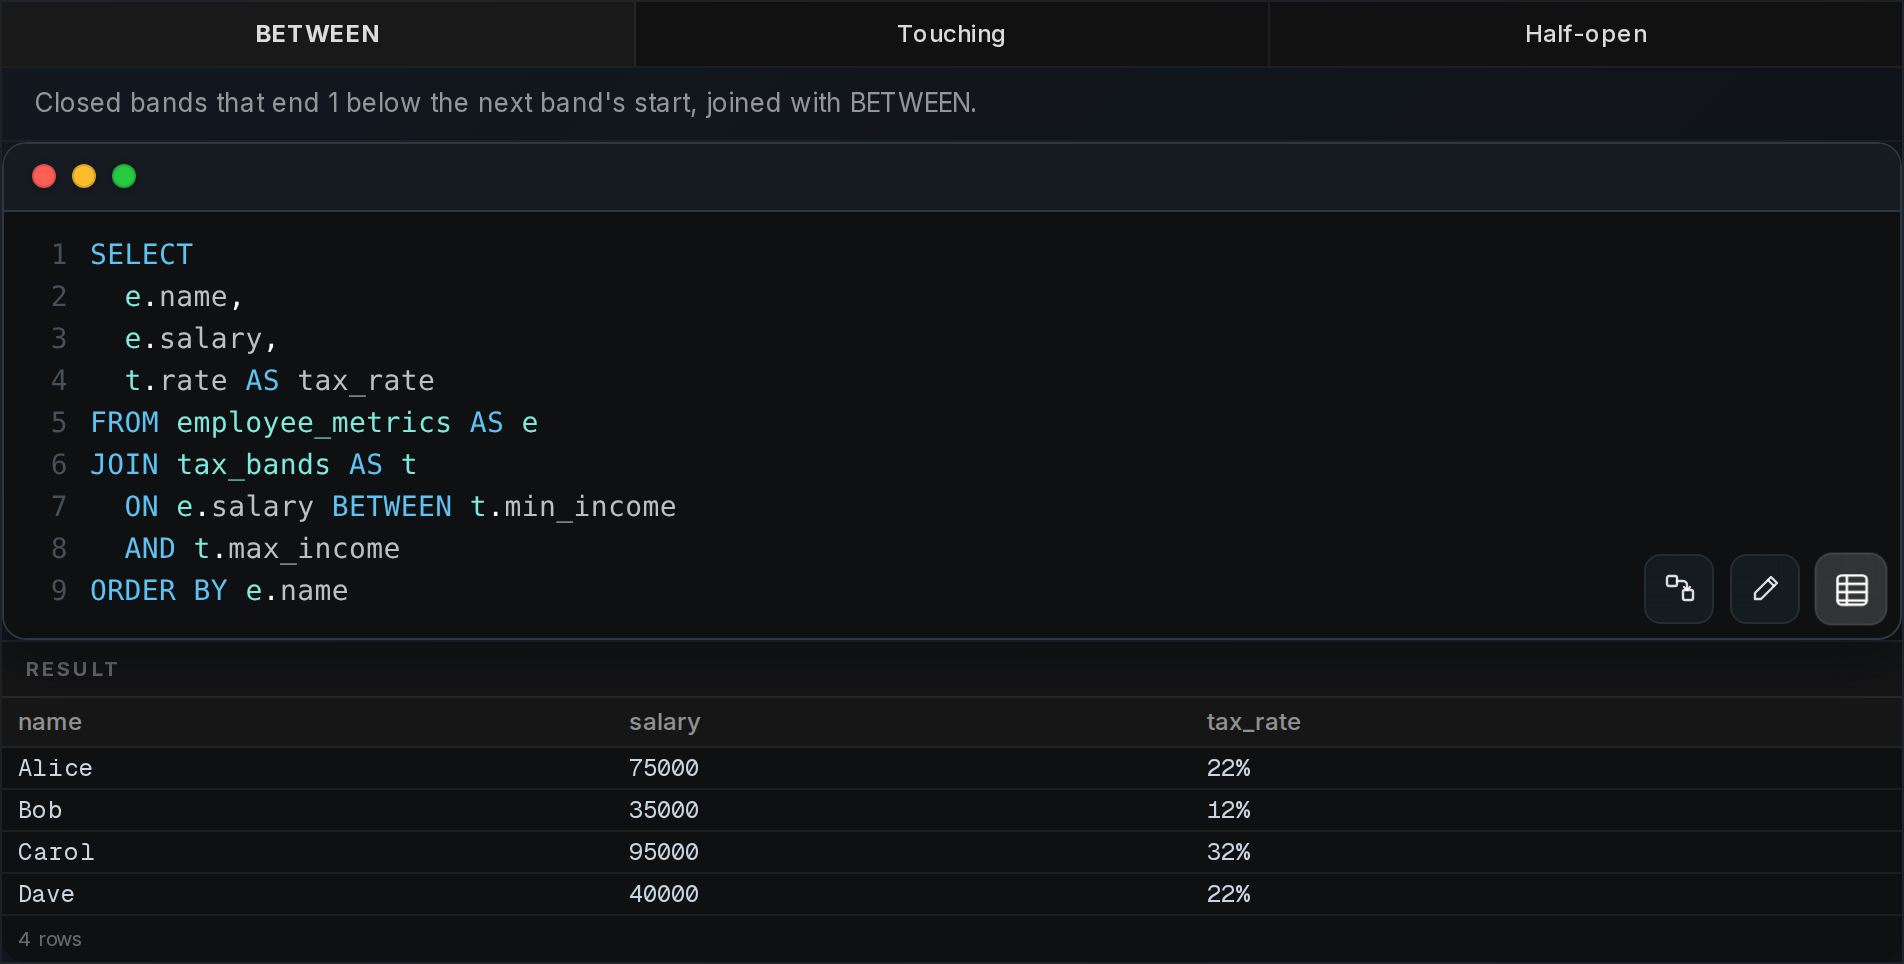 BETWEEN
Touching
Half-open
Closed bands that end 1 below the next band's start, joined with BETWEEN.
1 SELECT
2   e.name,
3   e.salary,
4   t.rate AS tax_rate
5 FROM employee_metrics AS e
6 JOIN tax_bands AS t
7   ON e.salary BETWEEN t.min_income
8   AND t.max_income
9 ORDER BY e.name
RESULT
name salary tax_rate
Alice 75000 22%
Bob 35000 12%
Carol 95000 32%
Dave 40000 22%
4 rows